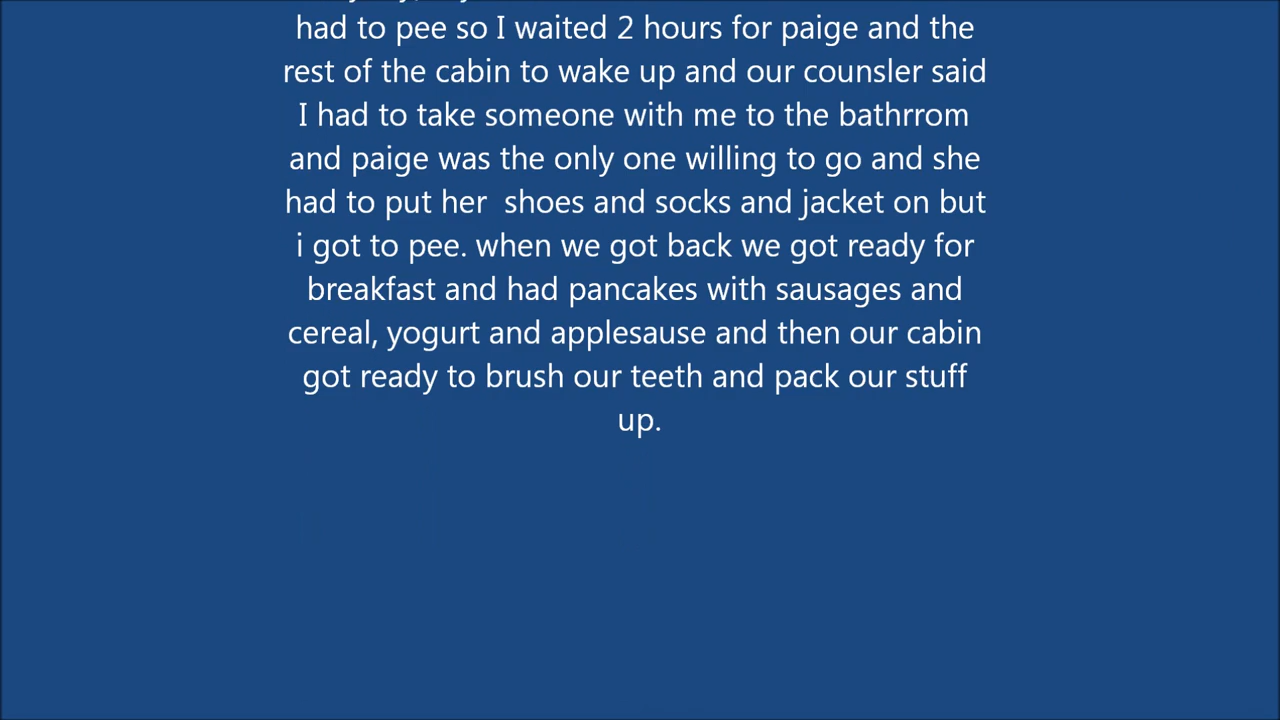 had to pee so I waited 2 hours for paige and the
rest of the cabin to wake up and our counsler said
I had to take someone with me to the bathrrom
and paige was the only one willing to go and she
had to put her  shoes and socks and jacket on but
i got to pee. when we got back we got ready for
breakfast and had pancakes with sausages and
cereal, yogurt and applesause and then our cabin
got ready to brush our teeth and pack our stuff
up.